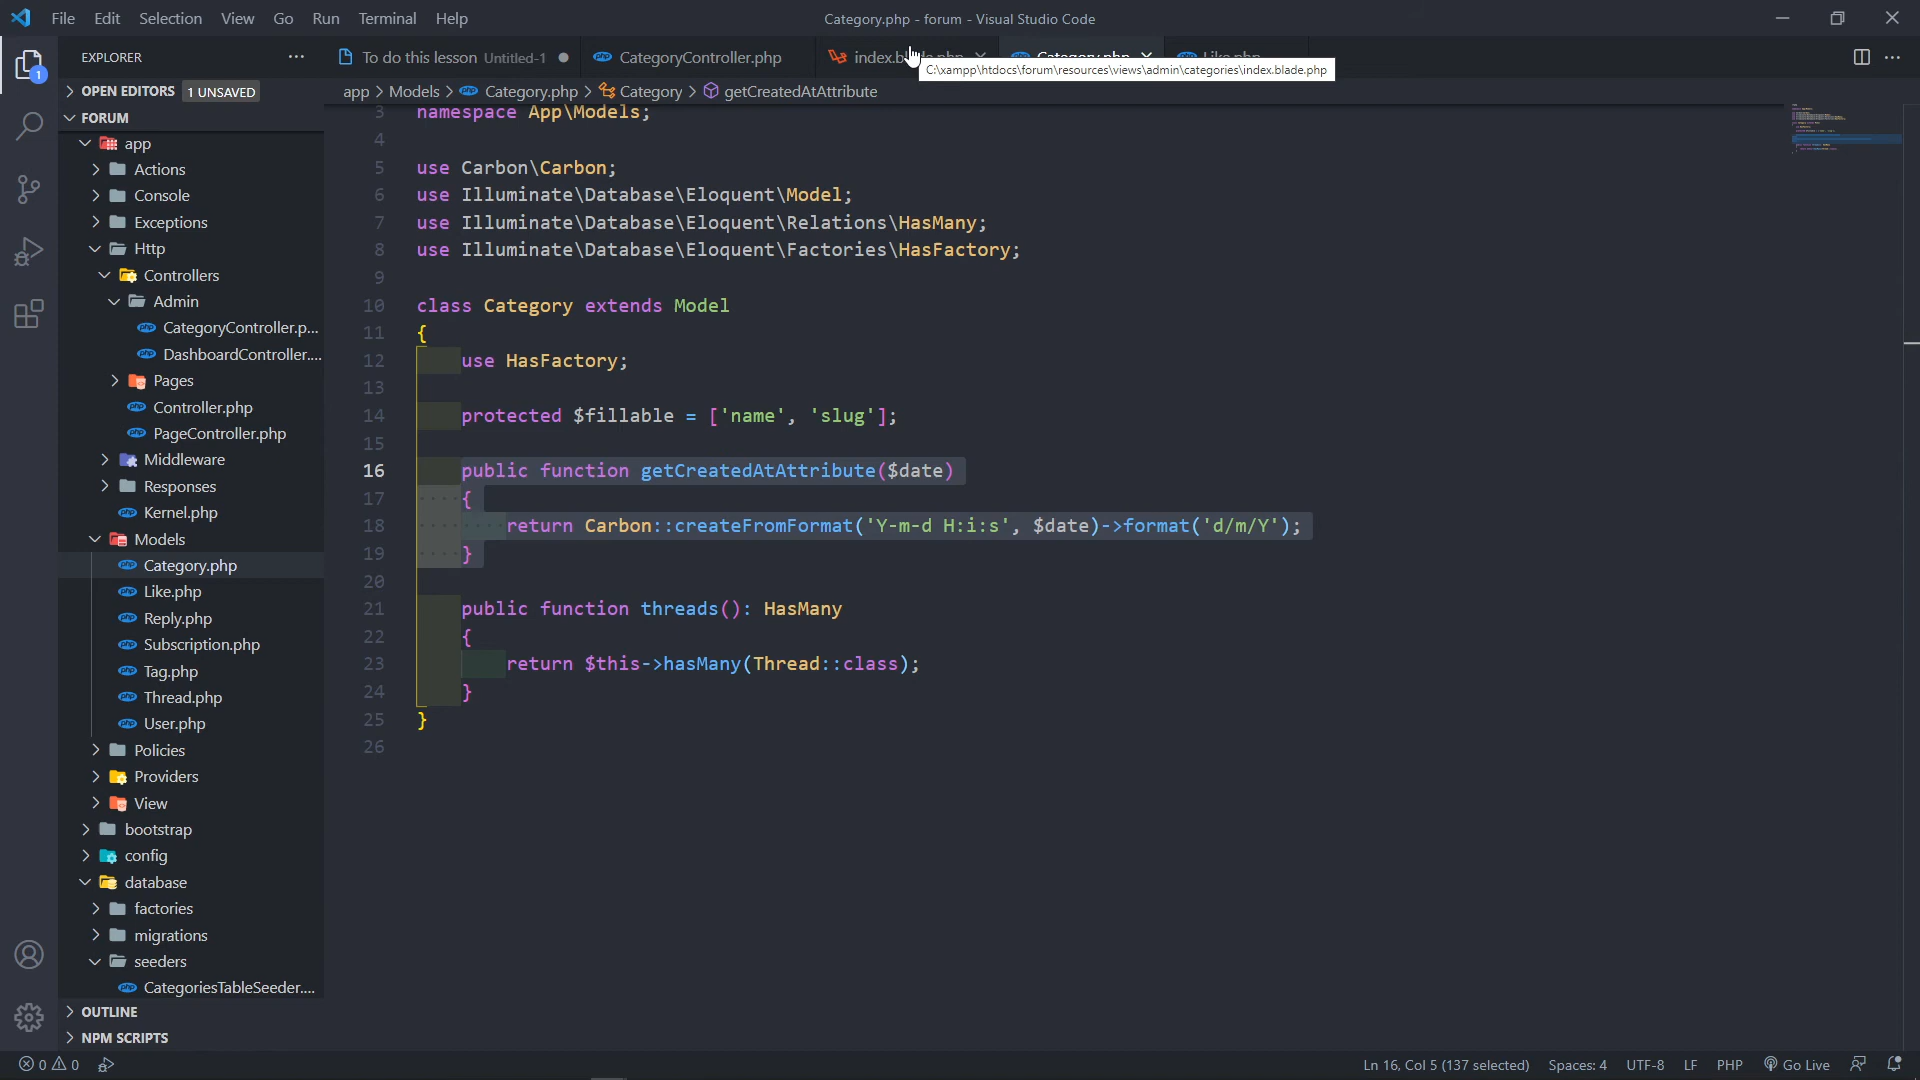 File Edit Selection View Go Run Terminal Help
Category.php - forum - Visual Studio Code
EXPLORER
To do this lesson Untitled-1
CategoryController.php
index.blade.php
Category.php
Like.php
C:\xampp\htdocs\forum\resources\views\admin\categories\index.blade.php
OPEN EDITORS 1 UNSAVED
app > Models > Category.php > Category > getCreatedAtAttribute
FORUM
app
Actions
Console
Exceptions
Http
Controllers
Admin
CategoryController.p...
DashboardController....
Pages
Controller.php
PageController.php
Middleware
Responses
Kernel.php
Models
Category.php
Like.php
Reply.php
Subscription.php
Tag.php
Thread.php
User.php
Policies
Providers
View
bootstrap
config
database
factories
migrations
seeders
CategoriesTableSeeder....
OUTLINE
NPM SCRIPTS
3 namespace App\Models;
4
5 use Carbon\Carbon;
6 use Illuminate\Database\Eloquent\Model;
7 use Illuminate\Database\Eloquent\Relations\HasMany;
8 use Illuminate\Database\Eloquent\Factories\HasFactory;
9
10 class Category extends Model
11 {
12 use HasFactory;
13
14 protected $fillable = ['name', 'slug'];
15
16 public function getCreatedAtAttribute($date)
17 {
18 return Carbon::createFromFormat('Y-m-d H:i:s', $date)->format('d/m/Y');
19 }
20
21 public function threads(): HasMany
22 {
23 return $this->hasMany(Thread::class);
24 }
25 }
26
0 0
Ln 16, Col 5 (137 selected) Spaces: 4 UTF-8 LF PHP Go Live